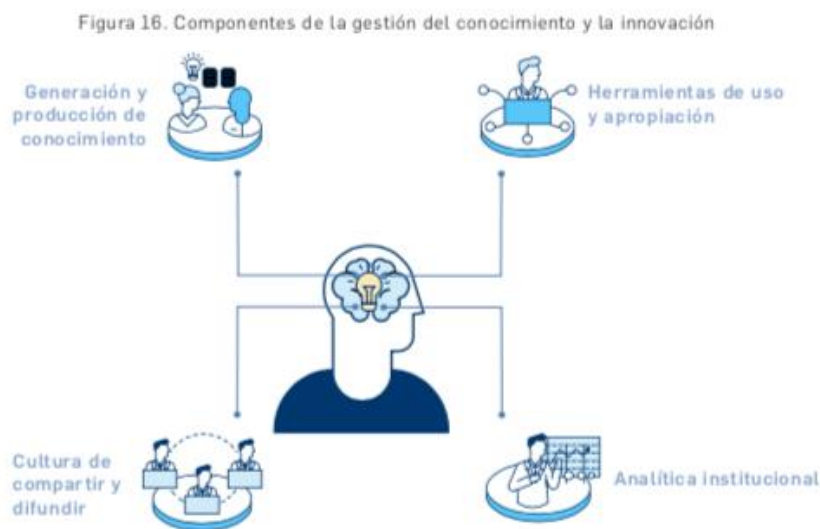 Figura 16. Componentes de la gestión del conocimiento y la innovación
Generación y
producción de
conocimiento
Herramientas de uso
y apropiación
Cultura de
compartir y
difundir
Analítica institucional